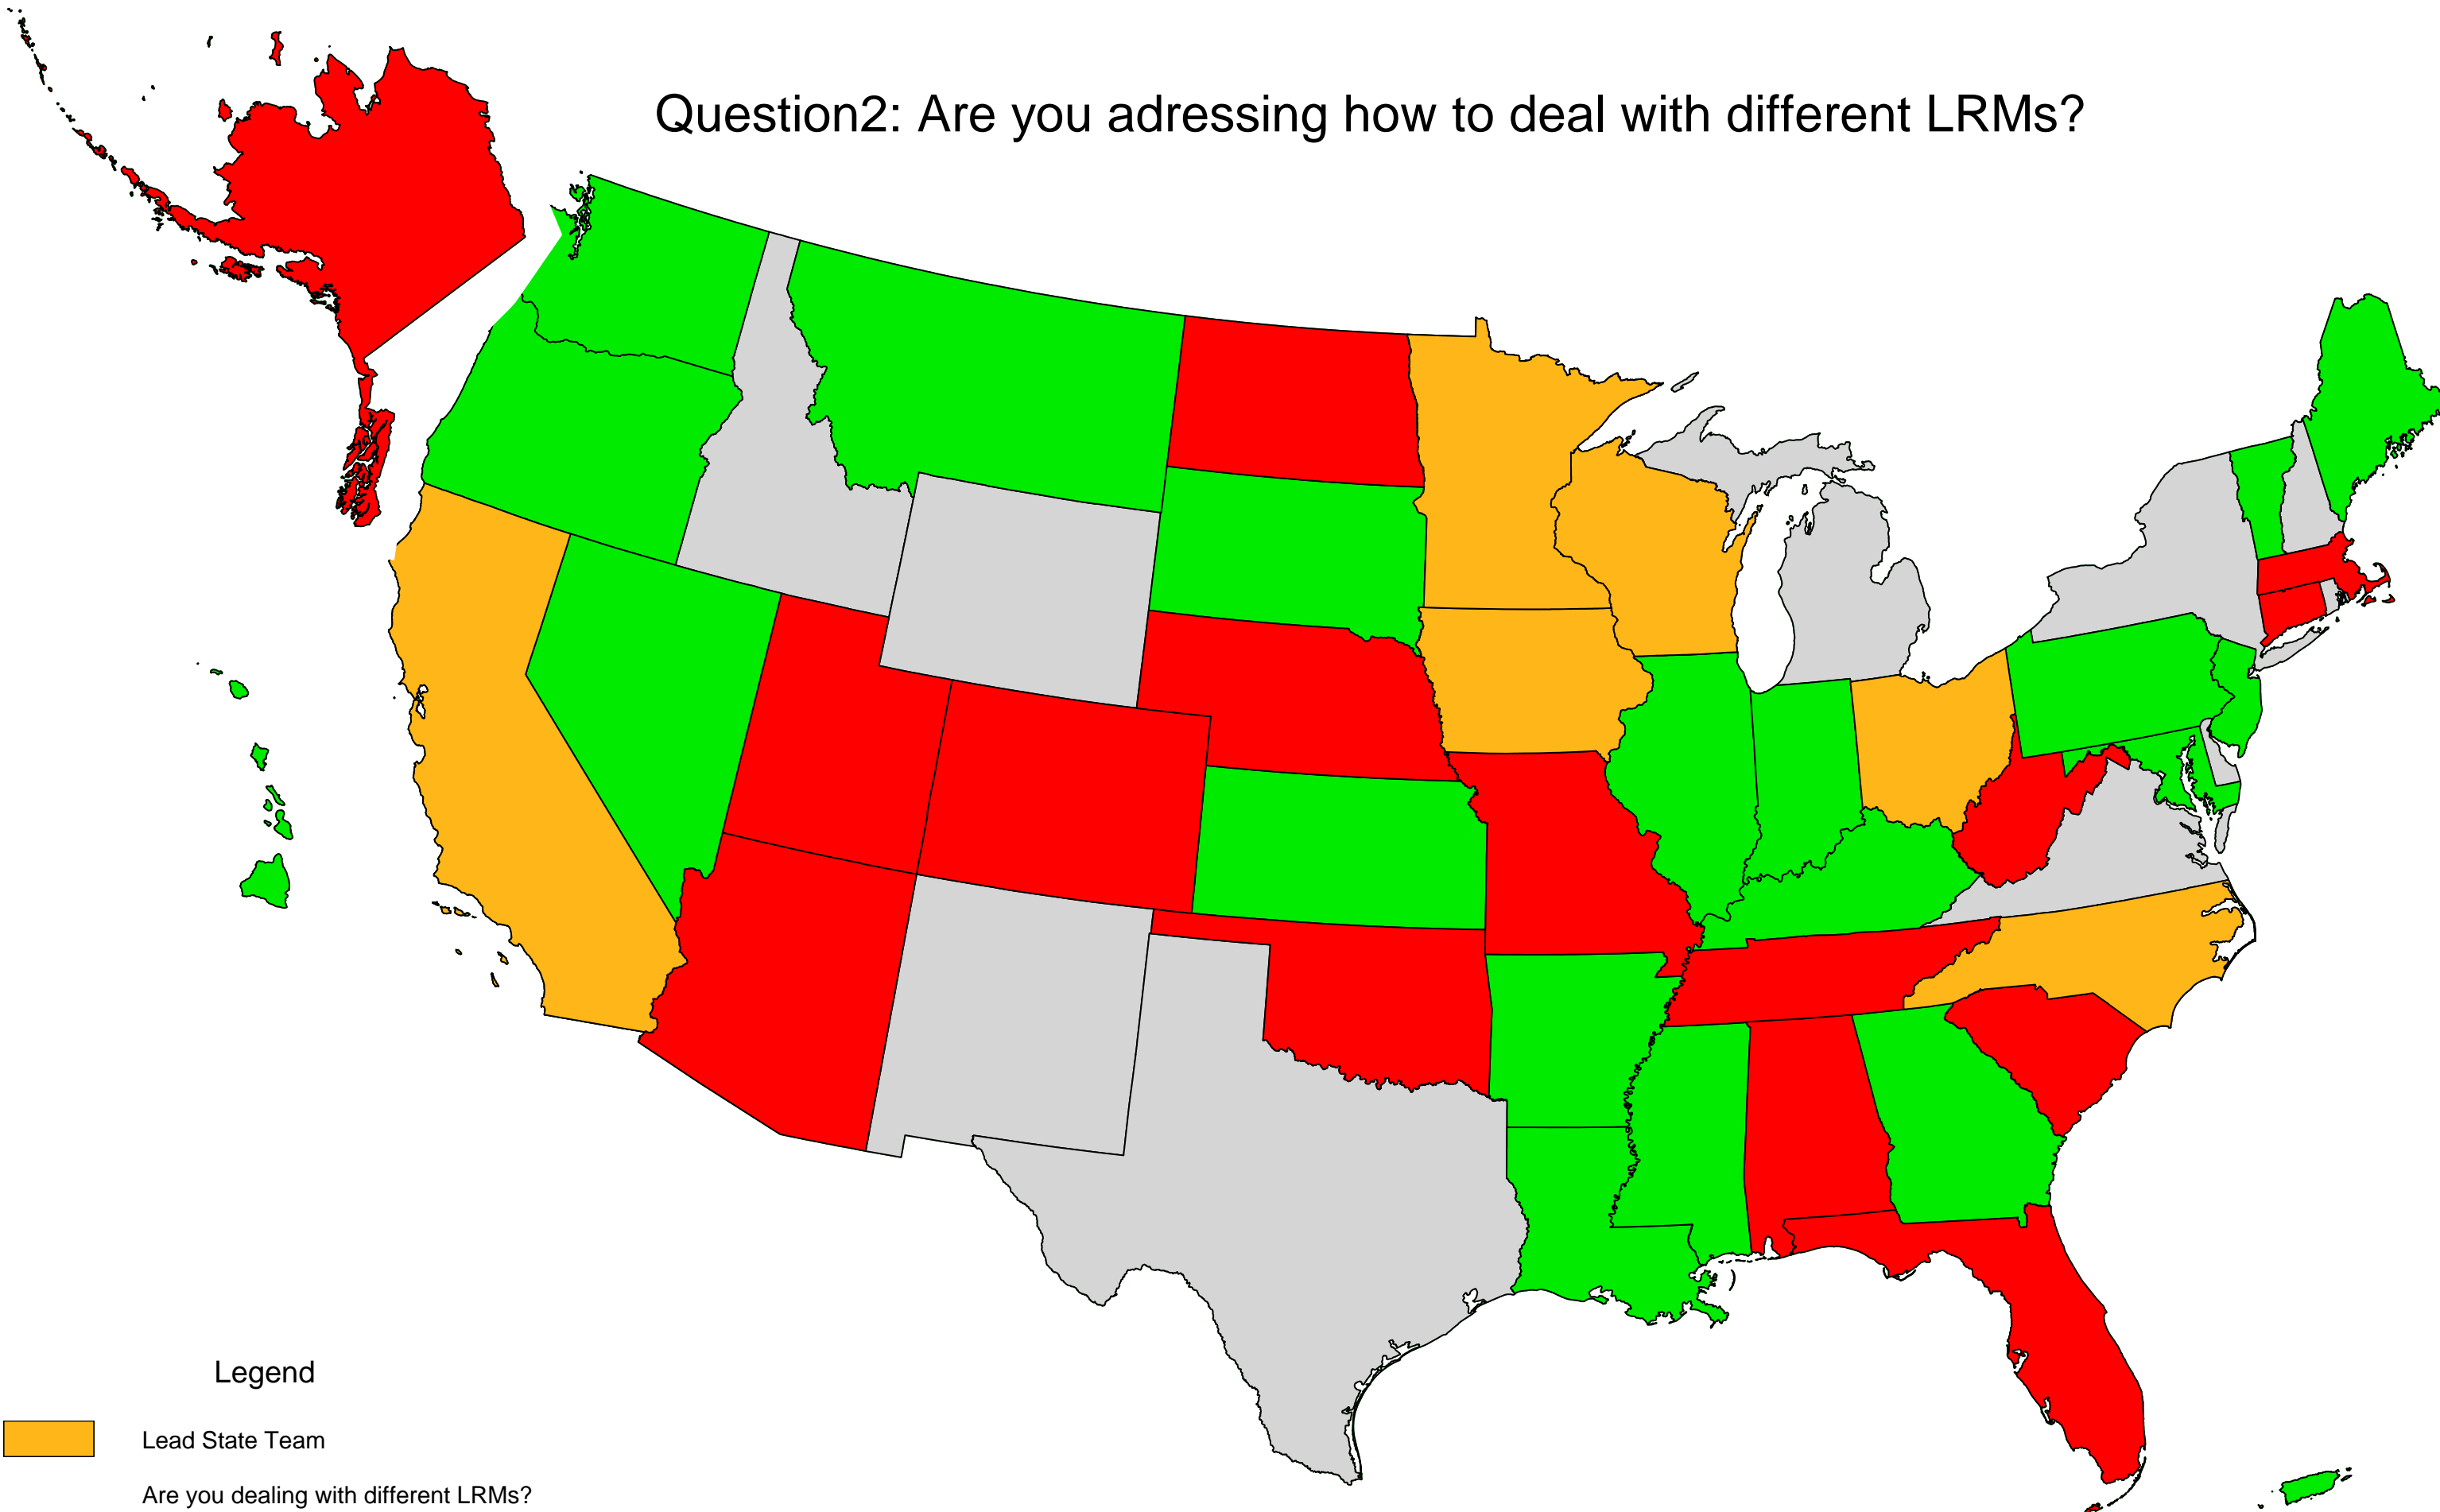 Question2: Are you adressing how to deal with different LRMs?
Legend
Lead State Team
Are you dealing with different LRMs?